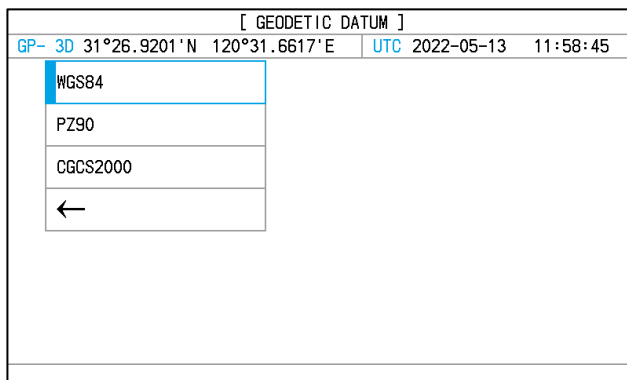 [ GEODETIC DATUM ]
GP- 3D 31°26.9201'N 120°31.6617'E UTC 2022-05-13 11:58:45
WGS84
PZ90
CGCS2000
←